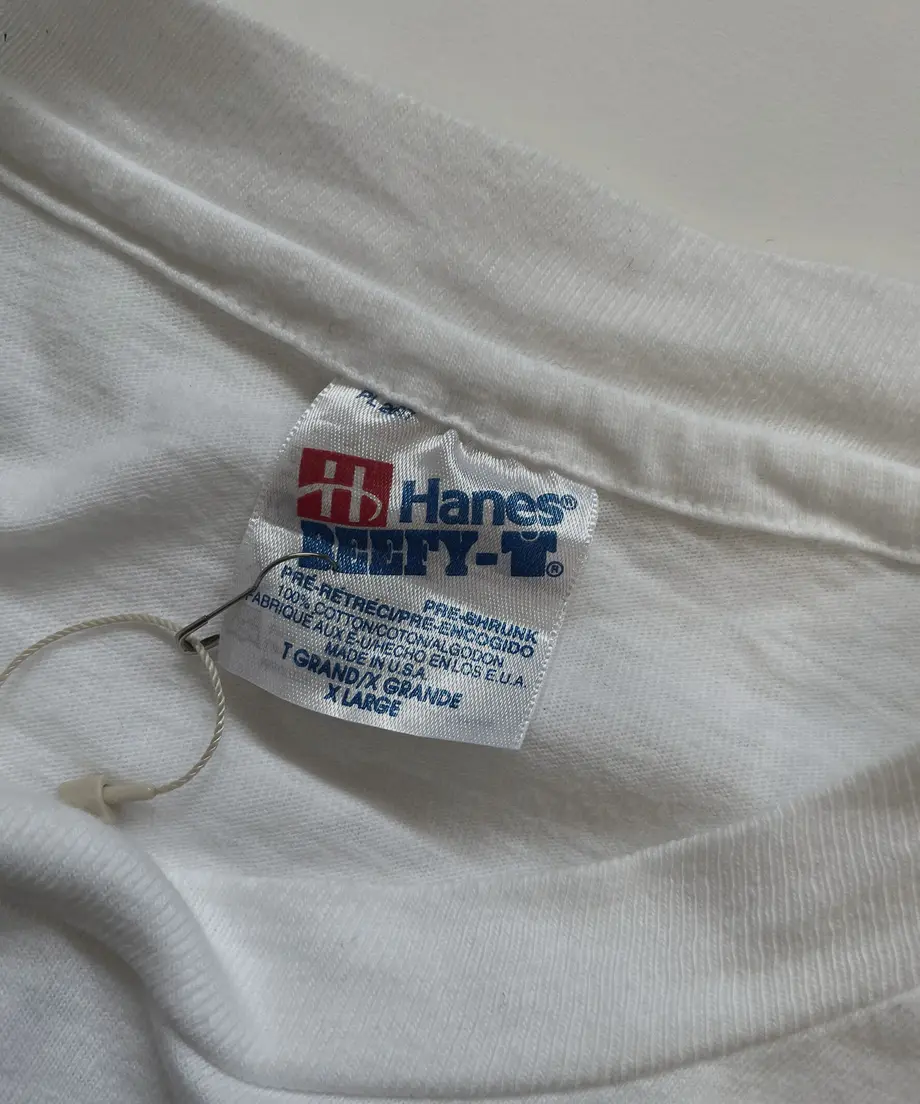 H Hanes®
BEEFY-T®
PRE-SHRUNK
PRÉ-RETRECI/PRE-ENCOGIDO
100% COTTON/COTON/ALGODON
FABRIQUE AUX E.U/HECHO EN LOS E.U.A.
MADE IN U.S.A.
T GRAND/X GRANDE
X LARGE